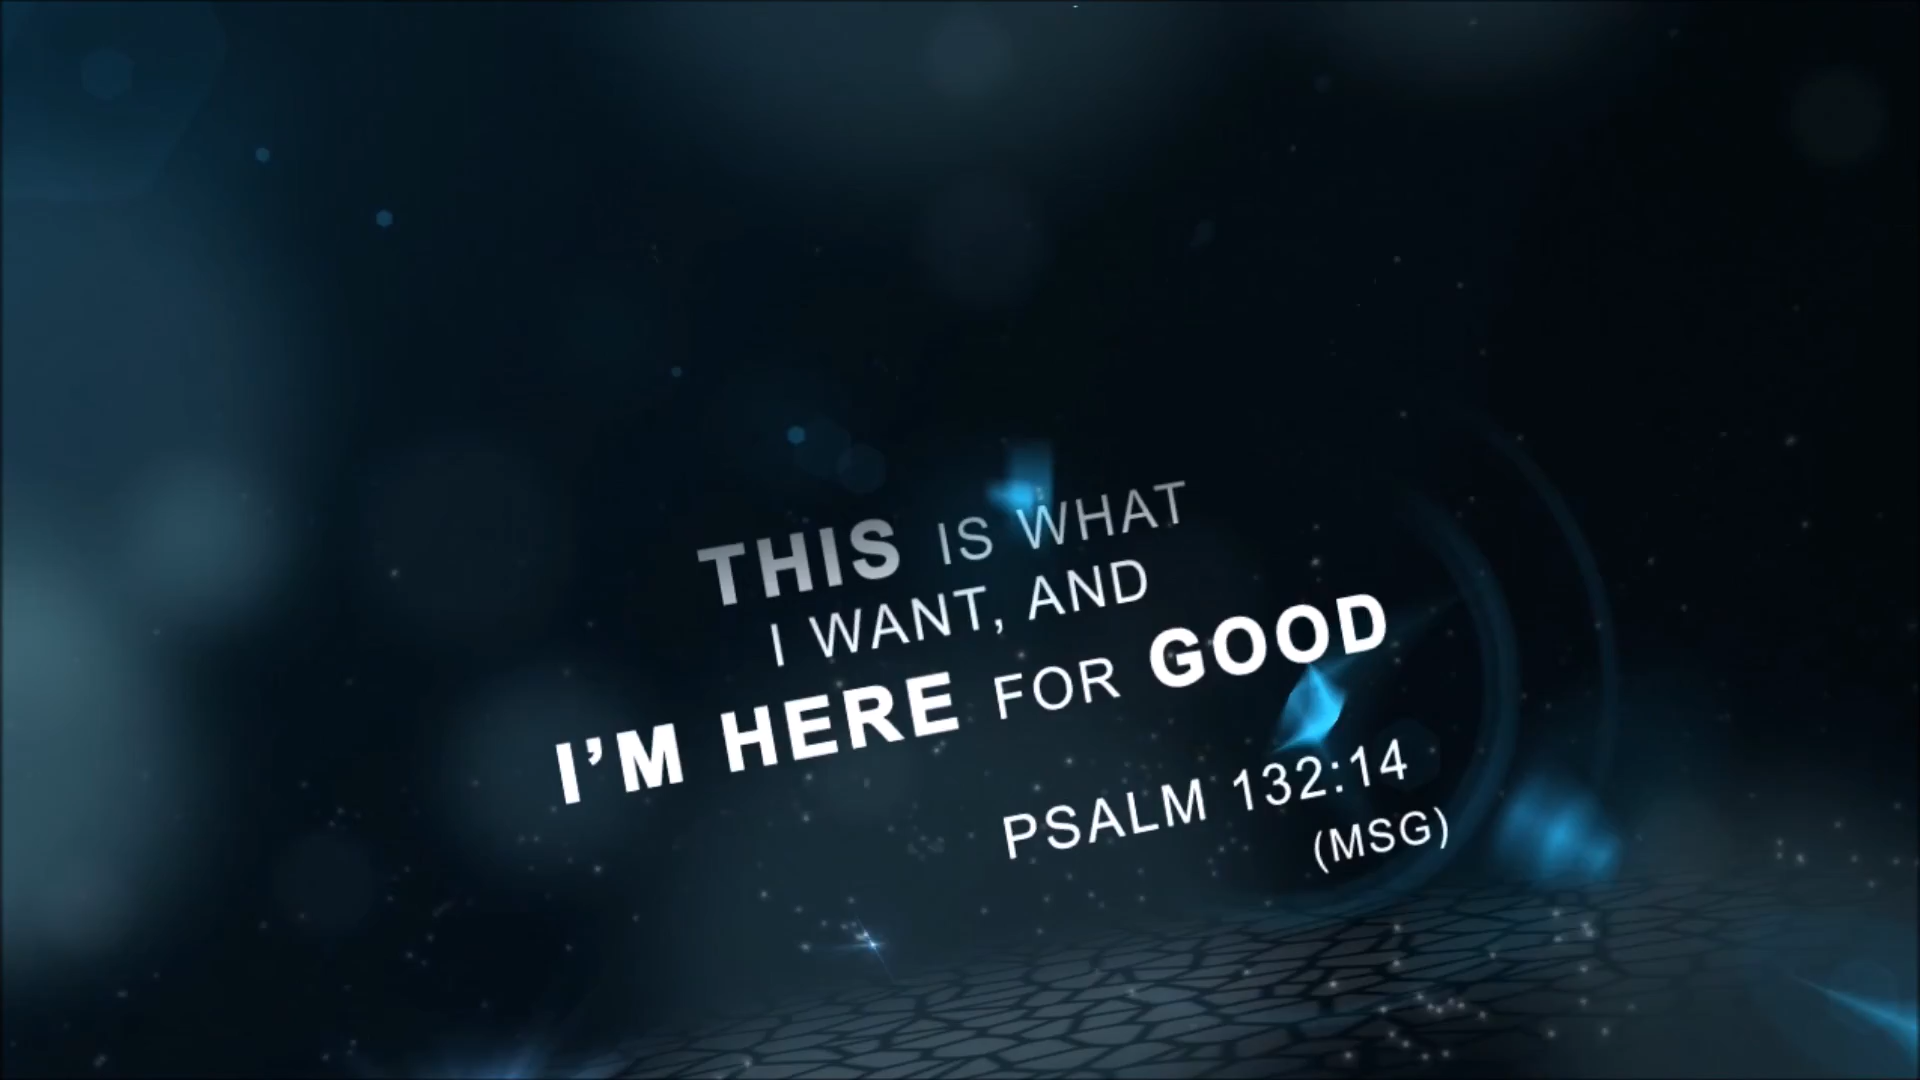 THIS IS WHAT
I WANT, AND
I’M HERE FOR GOOD
PSALM 132:14
(MSG)